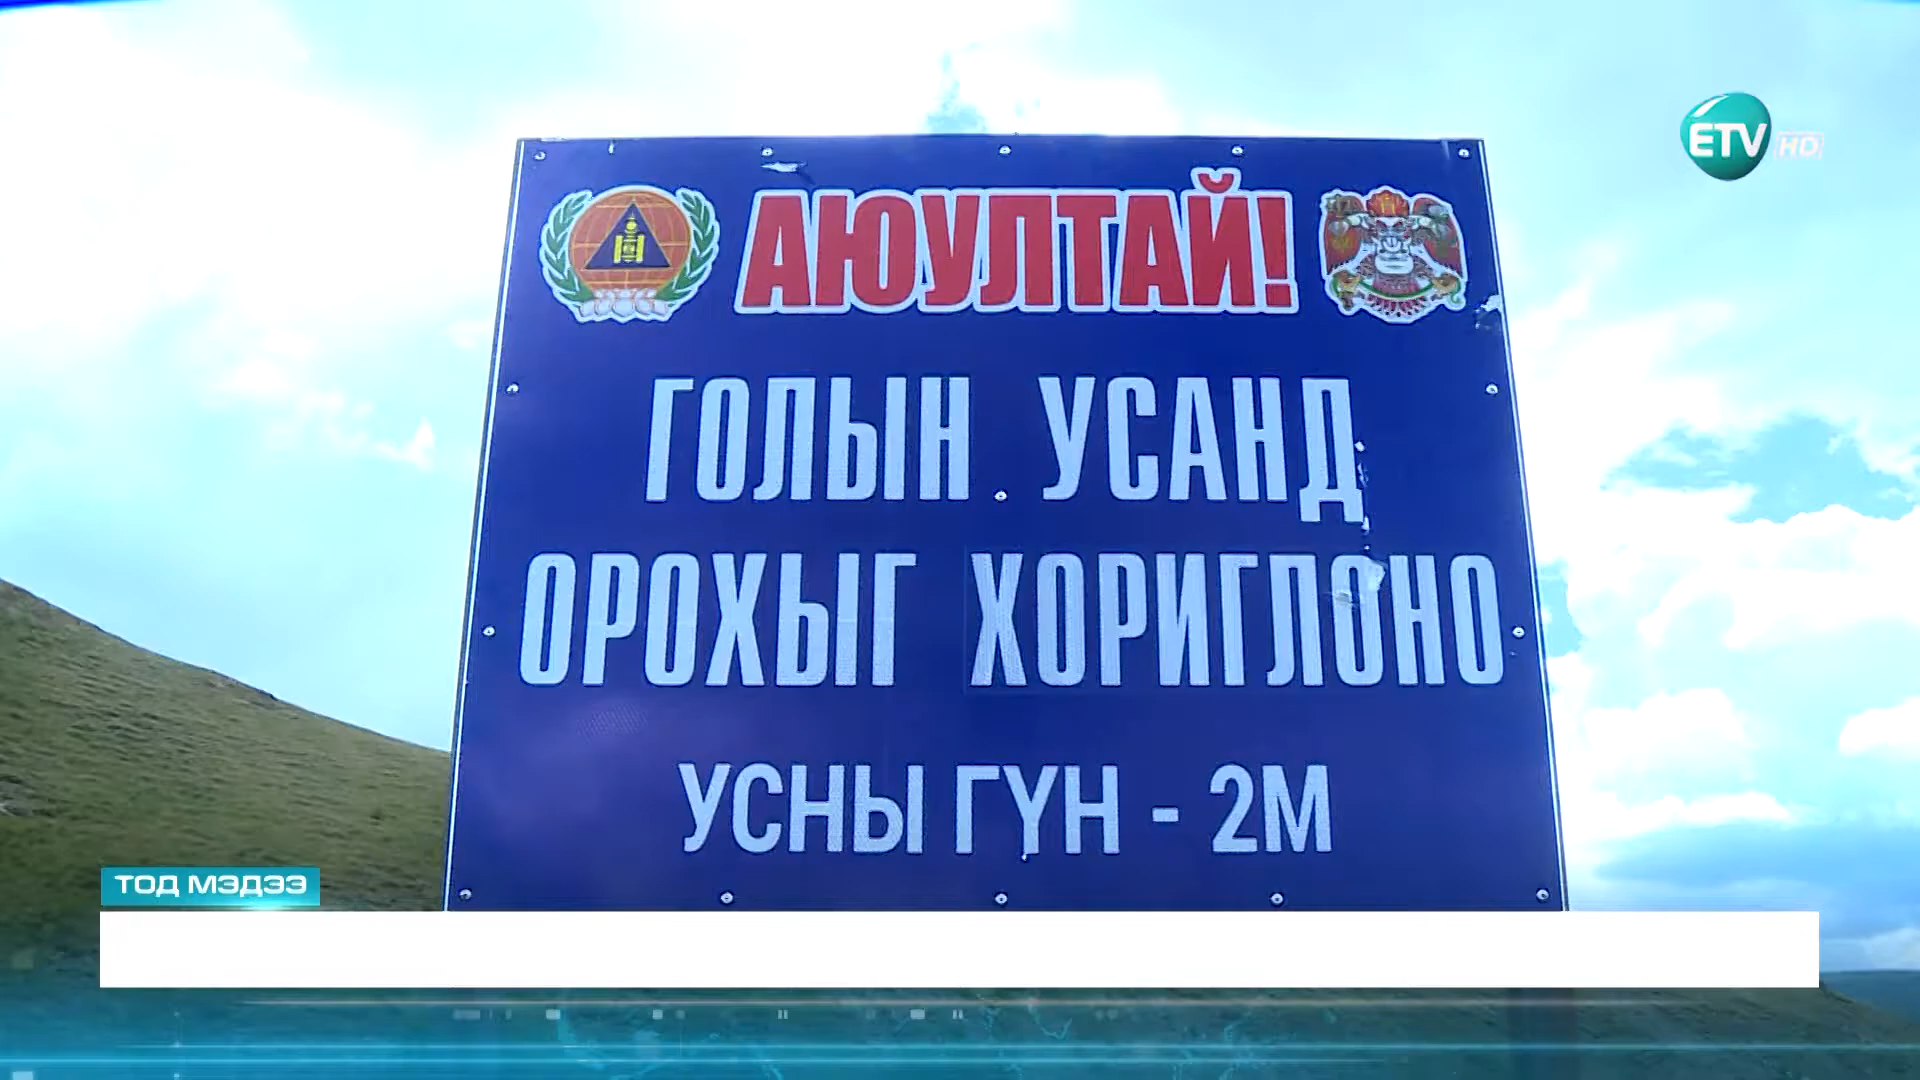 ETV HD
АЮУЛТАЙ!
ГОЛЫН УСАНД
ОРОХЫГ ХОРИГЛОНО
УСНЫ ГҮН - 2М
ТОД МЭДЭЭ